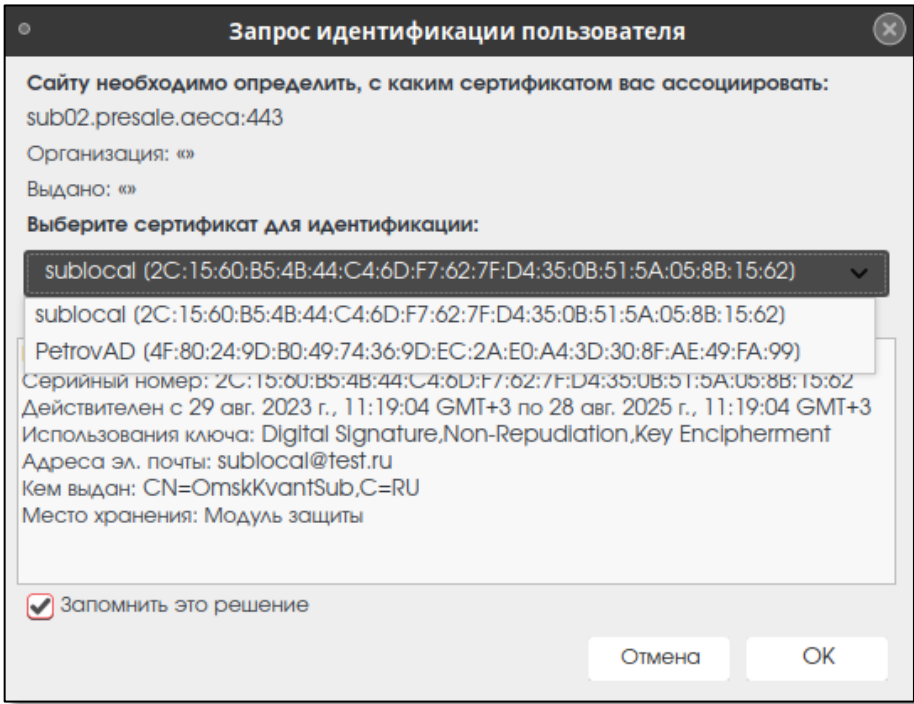 Запрос идентификации пользователя
Сайту необходимо определить, с каким сертификатом вас ассоциировать:
sub02.presale.aeca:443
Организация: «»
Выдано: «»
Выберите сертификат для идентификации:
sublocal (2C:15:60:B5:4B:44:C4:6D:F7:62:7F:D4:35:0B:51:5A:05:8B:15:62)
sublocal (2C:15:60:B5:4B:44:C4:6D:F7:62:7F:D4:35:0B:51:5A:05:8B:15:62)
PetrovAD (4F:80:24:9D:B0:49:74:36:9D:EC:2A:E0:A4:3D:30:8F:AE:49:FA:99)
Серийный номер: 2C:15:60:B5:4B:44:C4:6D:F7:62:7F:D4:35:0B:51:5A:05:8B:15:62
Действителен с 29 авг. 2023 г., 11:19:04 GMT+3 по 28 авг. 2025 г., 11:19:04 GMT+3
Использования ключа: Digital Signature,Non-Repudiation,Key Encipherment
Адреса эл. почты: sublocal@test.ru
Кем выдан: CN=OmskKvantSub,C=RU
Место хранения: Модуль защиты
Запомнить это решение
Отмена
OK